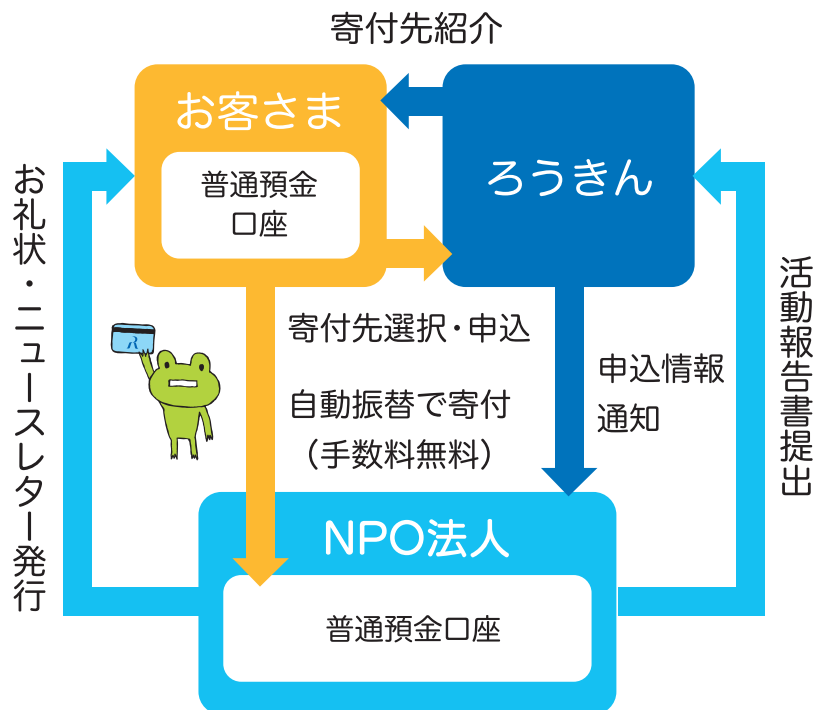 寄付先紹介
お客さま
普通預金
口座
ろうきん
お礼状・ニュースレター発行
寄付先選択・申込
自動振替で寄付
（手数料無料）
申込情報
通知
活動報告書提出
R
NPO法人
普通預金口座